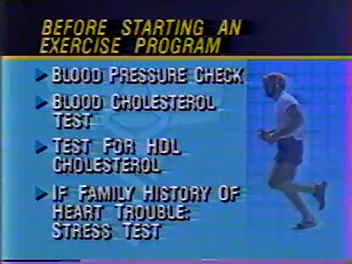 BEFORE STARTING AN
EXERCISE PROGRAM
BLOOD PRESSURE CHECK
BLOOD CHOLESTEROL
TEST
TEST FOR HDL
CHOLESTEROL
IF FAMILY HISTORY OF
HEART TROUBLE:
STRESS TEST